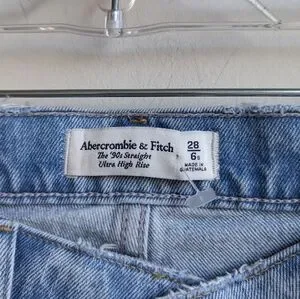 Abercrombie & Fitch
The '90s Straight
Ultra High Rise
28
6s
MADE IN
GUATEMALA